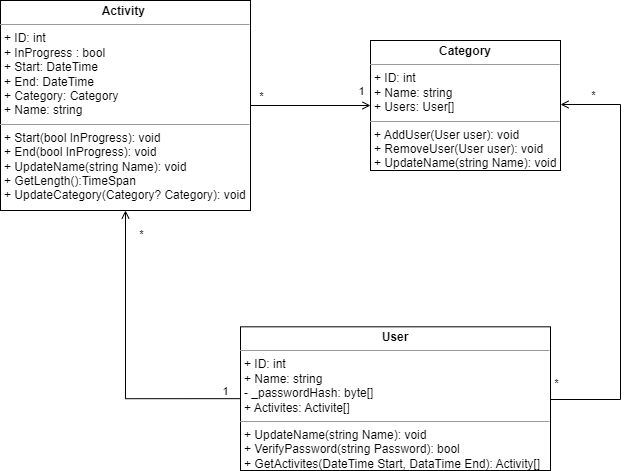 Activity
+ ID: int
+ InProgress : bool
+ Start: DateTime
+ End: DateTime
+ Category: Category
+ Name: string
+ Start(bool InProgress): void
+ End(bool InProgress): void
+ UpdateName(string Name): void
+ GetLength():TimeSpan
+ UpdateCategory(Category? Category): void
*
1
Category
+ ID: int
+ Name: string
+ Users: User[]
+ AddUser(User user): void
+ RemoveUser(User user): void
+ UpdateName(string Name): void
*
*
1
User
+ ID: int
+ Name: string
- _passwordHash: byte[]
+ Activites: Activite[]
+ UpdateName(string Name): void
+ VerifyPassword(string Password): bool
+ GetActivites(DateTime Start, DataTime End): Activity[]
*